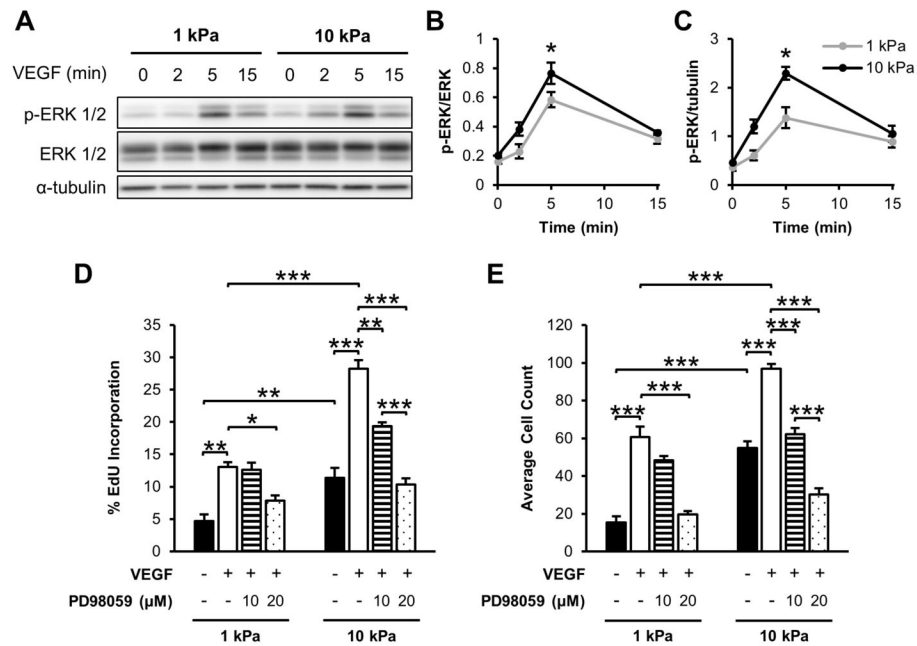 A
1 kPa 10 kPa
VEGF (min) 0 2 5 15 0 2 5 15
p-ERK 1/2
ERK 1/2
α-tubulin
B
p-ERK/ERK
1
0.8
0.6
0.4
0.2
0
*
0 5 10 15
Time (min)
C
p-ERK/tubulin
3
2
1
0
*
0 5 10 15
Time (min)
1 kPa
10 kPa
D
% EdU Incorporation
35
30
25
20
15
10
5
0
***
***
**
***
**
*
***
**
VEGF - + + + - + + +
PD98059 (µM) - - 10 20 - - 10 20
1 kPa 10 kPa
E
Average Cell Count
120
100
80
60
40
20
0
***
***
***
***
***
***
***
***
VEGF - + + + - + + +
PD98059 (µM) - - 10 20 - - 10 20
1 kPa 10 kPa